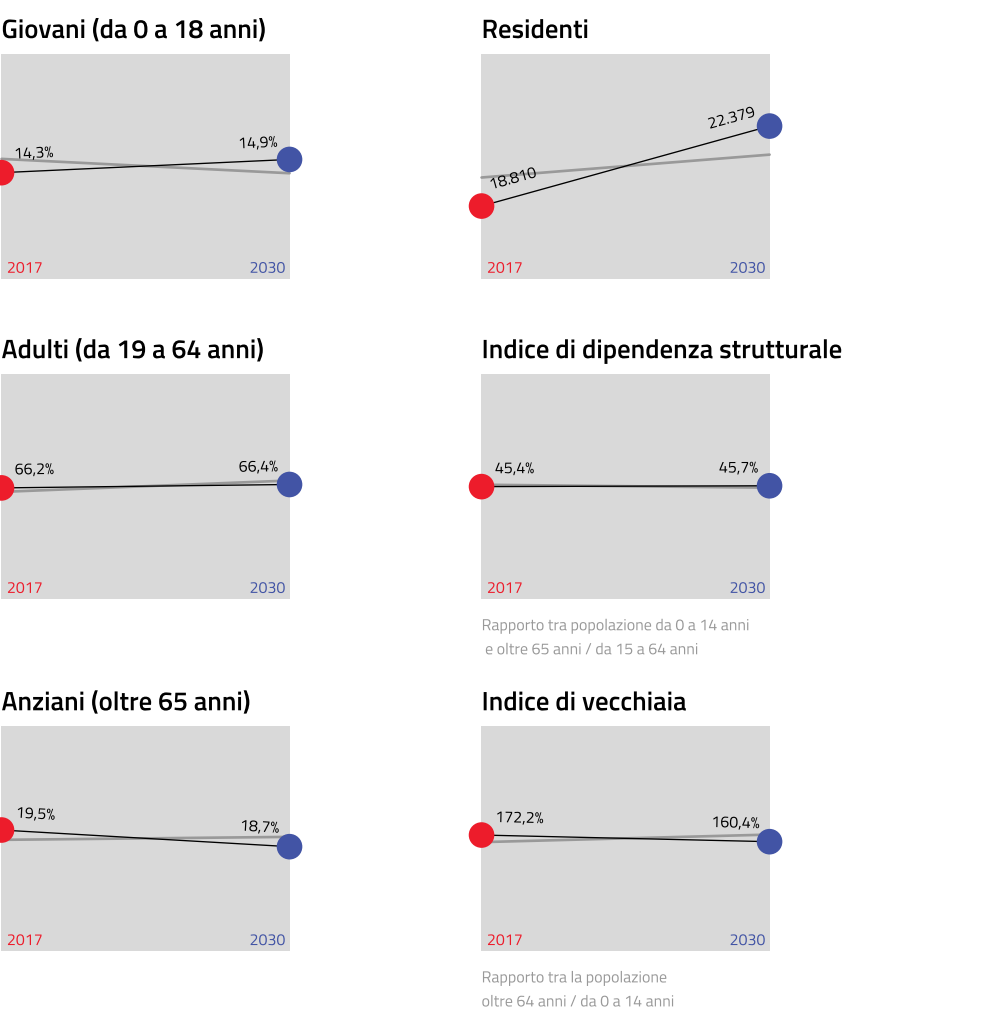 Giovani (da 0 a 18 anni)
14,3%
14,9%
2017
2030
Residenti
18.810
22.379
2017
2030
Adulti (da 19 a 64 anni)
66,2%
66,4%
2017
2030
Indice di dipendenza strutturale
45,4%
45,7%
2017
2030
Rapporto tra popolazione da 0 a 14 anni
e oltre 65 anni / da 15 a 64 anni
Anziani (oltre 65 anni)
19,5%
18,7%
2017
2030
Indice di vecchiaia
172,2%
160,4%
2017
2030
Rapporto tra la popolazione
oltre 64 anni / da 0 a 14 anni